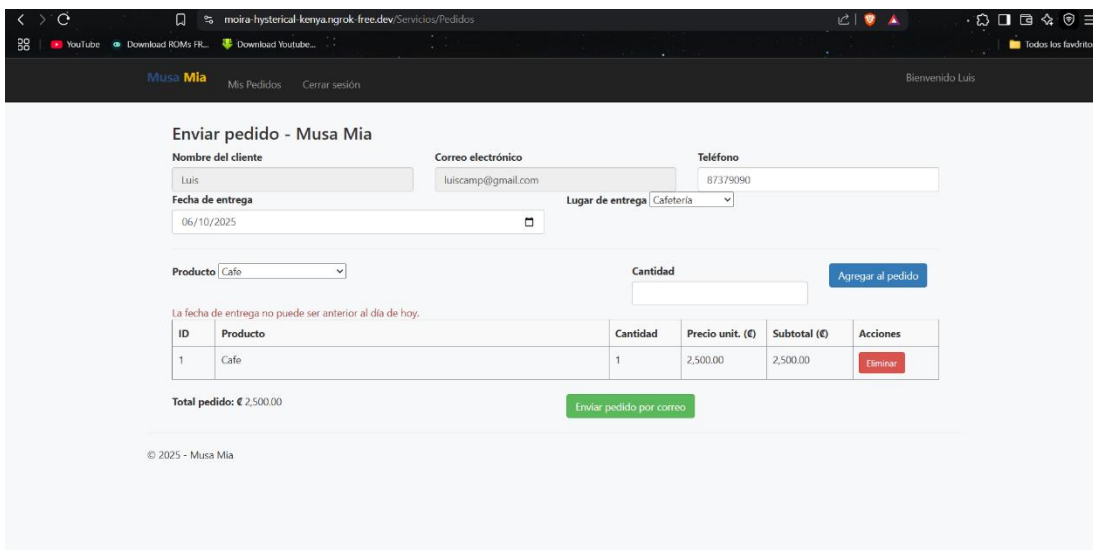 moira-hysterical-kenya.ngrok-free.dev/Servicios/Pedidos
YouTube Download ROMs FR... Download Youtube... Todos los favorito
Musa Mia Mis Pedidos Cerrar sesión Bienvenido Luis
Enviar pedido - Musa Mia
Nombre del cliente Correo electrónico Teléfono
Luis luiscamp@gmail.com 87379090
Fecha de entrega Lugar de entrega Cafetería
06/10/2025
Producto Cafe Cantidad Agregar al pedido
La fecha de entrega no puede ser anterior al día de hoy.
ID Producto Cantidad Precio unit. (₡) Subtotal (₡) Acciones
1 Cafe 1 2,500.00 2,500.00 Eliminar
Total pedido: ₡ 2,500.00 Enviar pedido por correo
© 2025 - Musa Mia